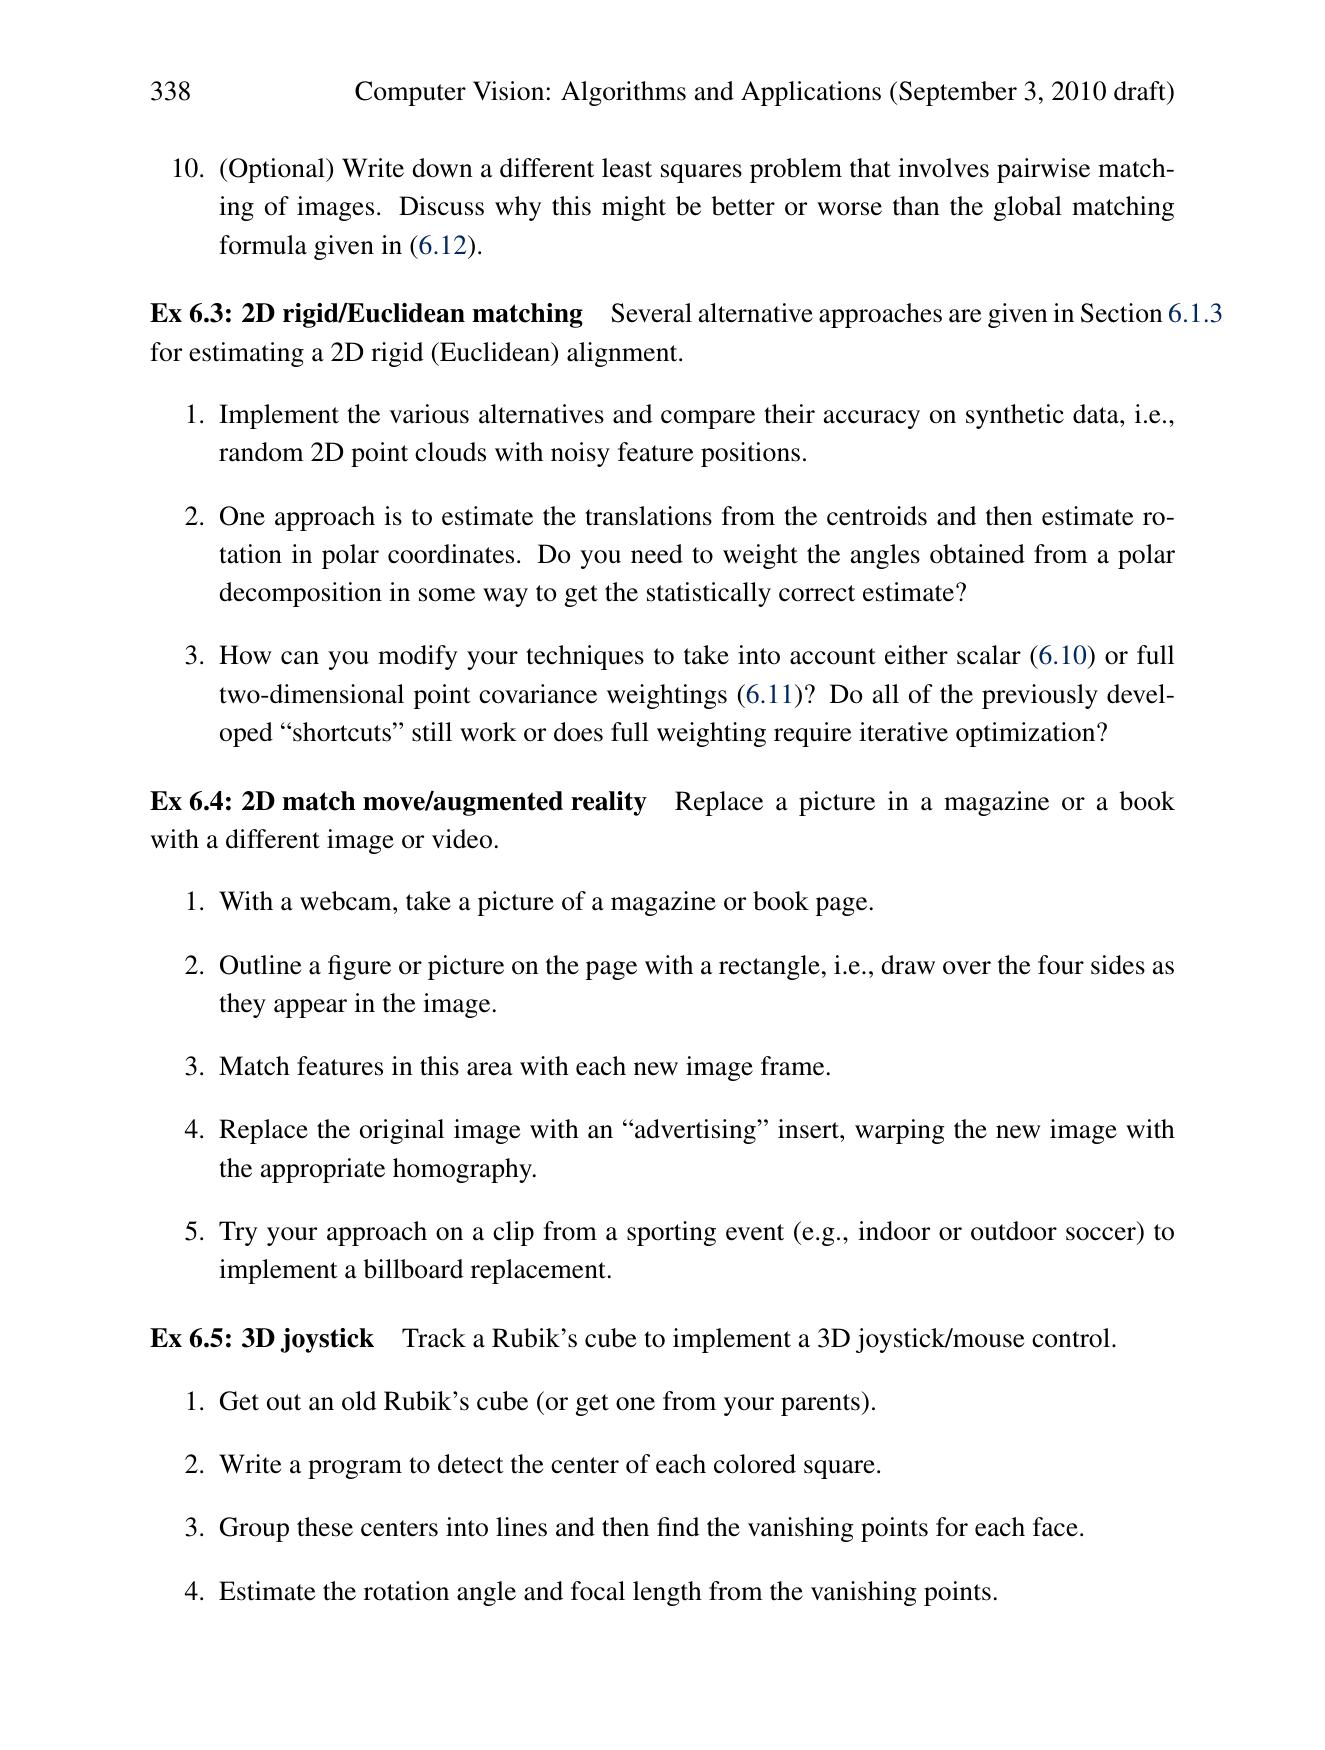 338 Computer Vision: Algorithms and Applications (September 3, 2010 draft)
10. (Optional) Write down a different least squares problem that involves pairwise match-
ing of images. Discuss why this might be better or worse than the global matching
formula given in (6.12).
Ex 6.3: 2D rigid/Euclidean matching Several alternative approaches are given in Section 6.1.3
for estimating a 2D rigid (Euclidean) alignment.
1. Implement the various alternatives and compare their accuracy on synthetic data, i.e.,
random 2D point clouds with noisy feature positions.
2. One approach is to estimate the translations from the centroids and then estimate ro-
tation in polar coordinates. Do you need to weight the angles obtained from a polar
decomposition in some way to get the statistically correct estimate?
3. How can you modify your techniques to take into account either scalar (6.10) or full
two-dimensional point covariance weightings (6.11)? Do all of the previously devel-
oped “shortcuts” still work or does full weighting require iterative optimization?
Ex 6.4: 2D match move/augmented reality Replace a picture in a magazine or a book
with a different image or video.
1. With a webcam, take a picture of a magazine or book page.
2. Outline a figure or picture on the page with a rectangle, i.e., draw over the four sides as
they appear in the image.
3. Match features in this area with each new image frame.
4. Replace the original image with an “advertising” insert, warping the new image with
the appropriate homography.
5. Try your approach on a clip from a sporting event (e.g., indoor or outdoor soccer) to
implement a billboard replacement.
Ex 6.5: 3D joystick Track a Rubik’s cube to implement a 3D joystick/mouse control.
1. Get out an old Rubik’s cube (or get one from your parents).
2. Write a program to detect the center of each colored square.
3. Group these centers into lines and then find the vanishing points for each face.
4. Estimate the rotation angle and focal length from the vanishing points.